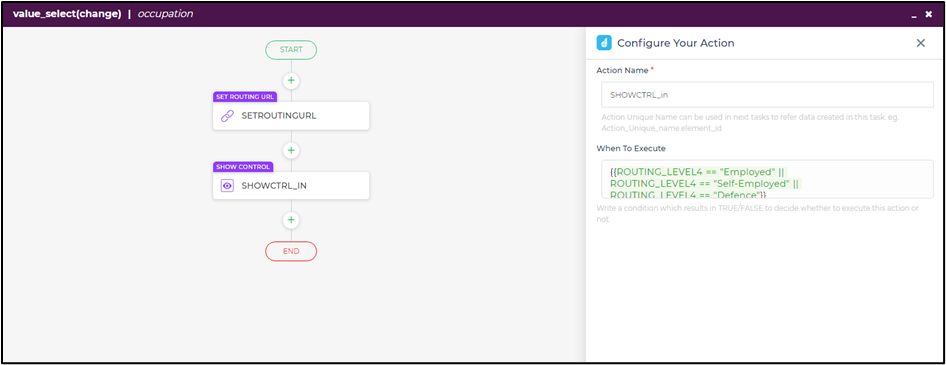 value_select(change) | occupation
START
SET ROUTING URL
SETROUTINGURL
SHOW CONTROL
SHOWCTRL_IN
END
Configure Your Action
Action Name *
SHOWCTRL_in
Action Unique Name can be used in next tasks to refer data created in this task. eg.
Action_Unique_name.element_id
When To Execute
{{ROUTING_LEVEL4 == "Employed" ||
ROUTING_LEVEL4 == "Self-Employed" ||
ROUTING_LEVEL4 == "Defence"}}
Write a condition which results in TRUE/FALSE to decide whether to execute this action or
not.